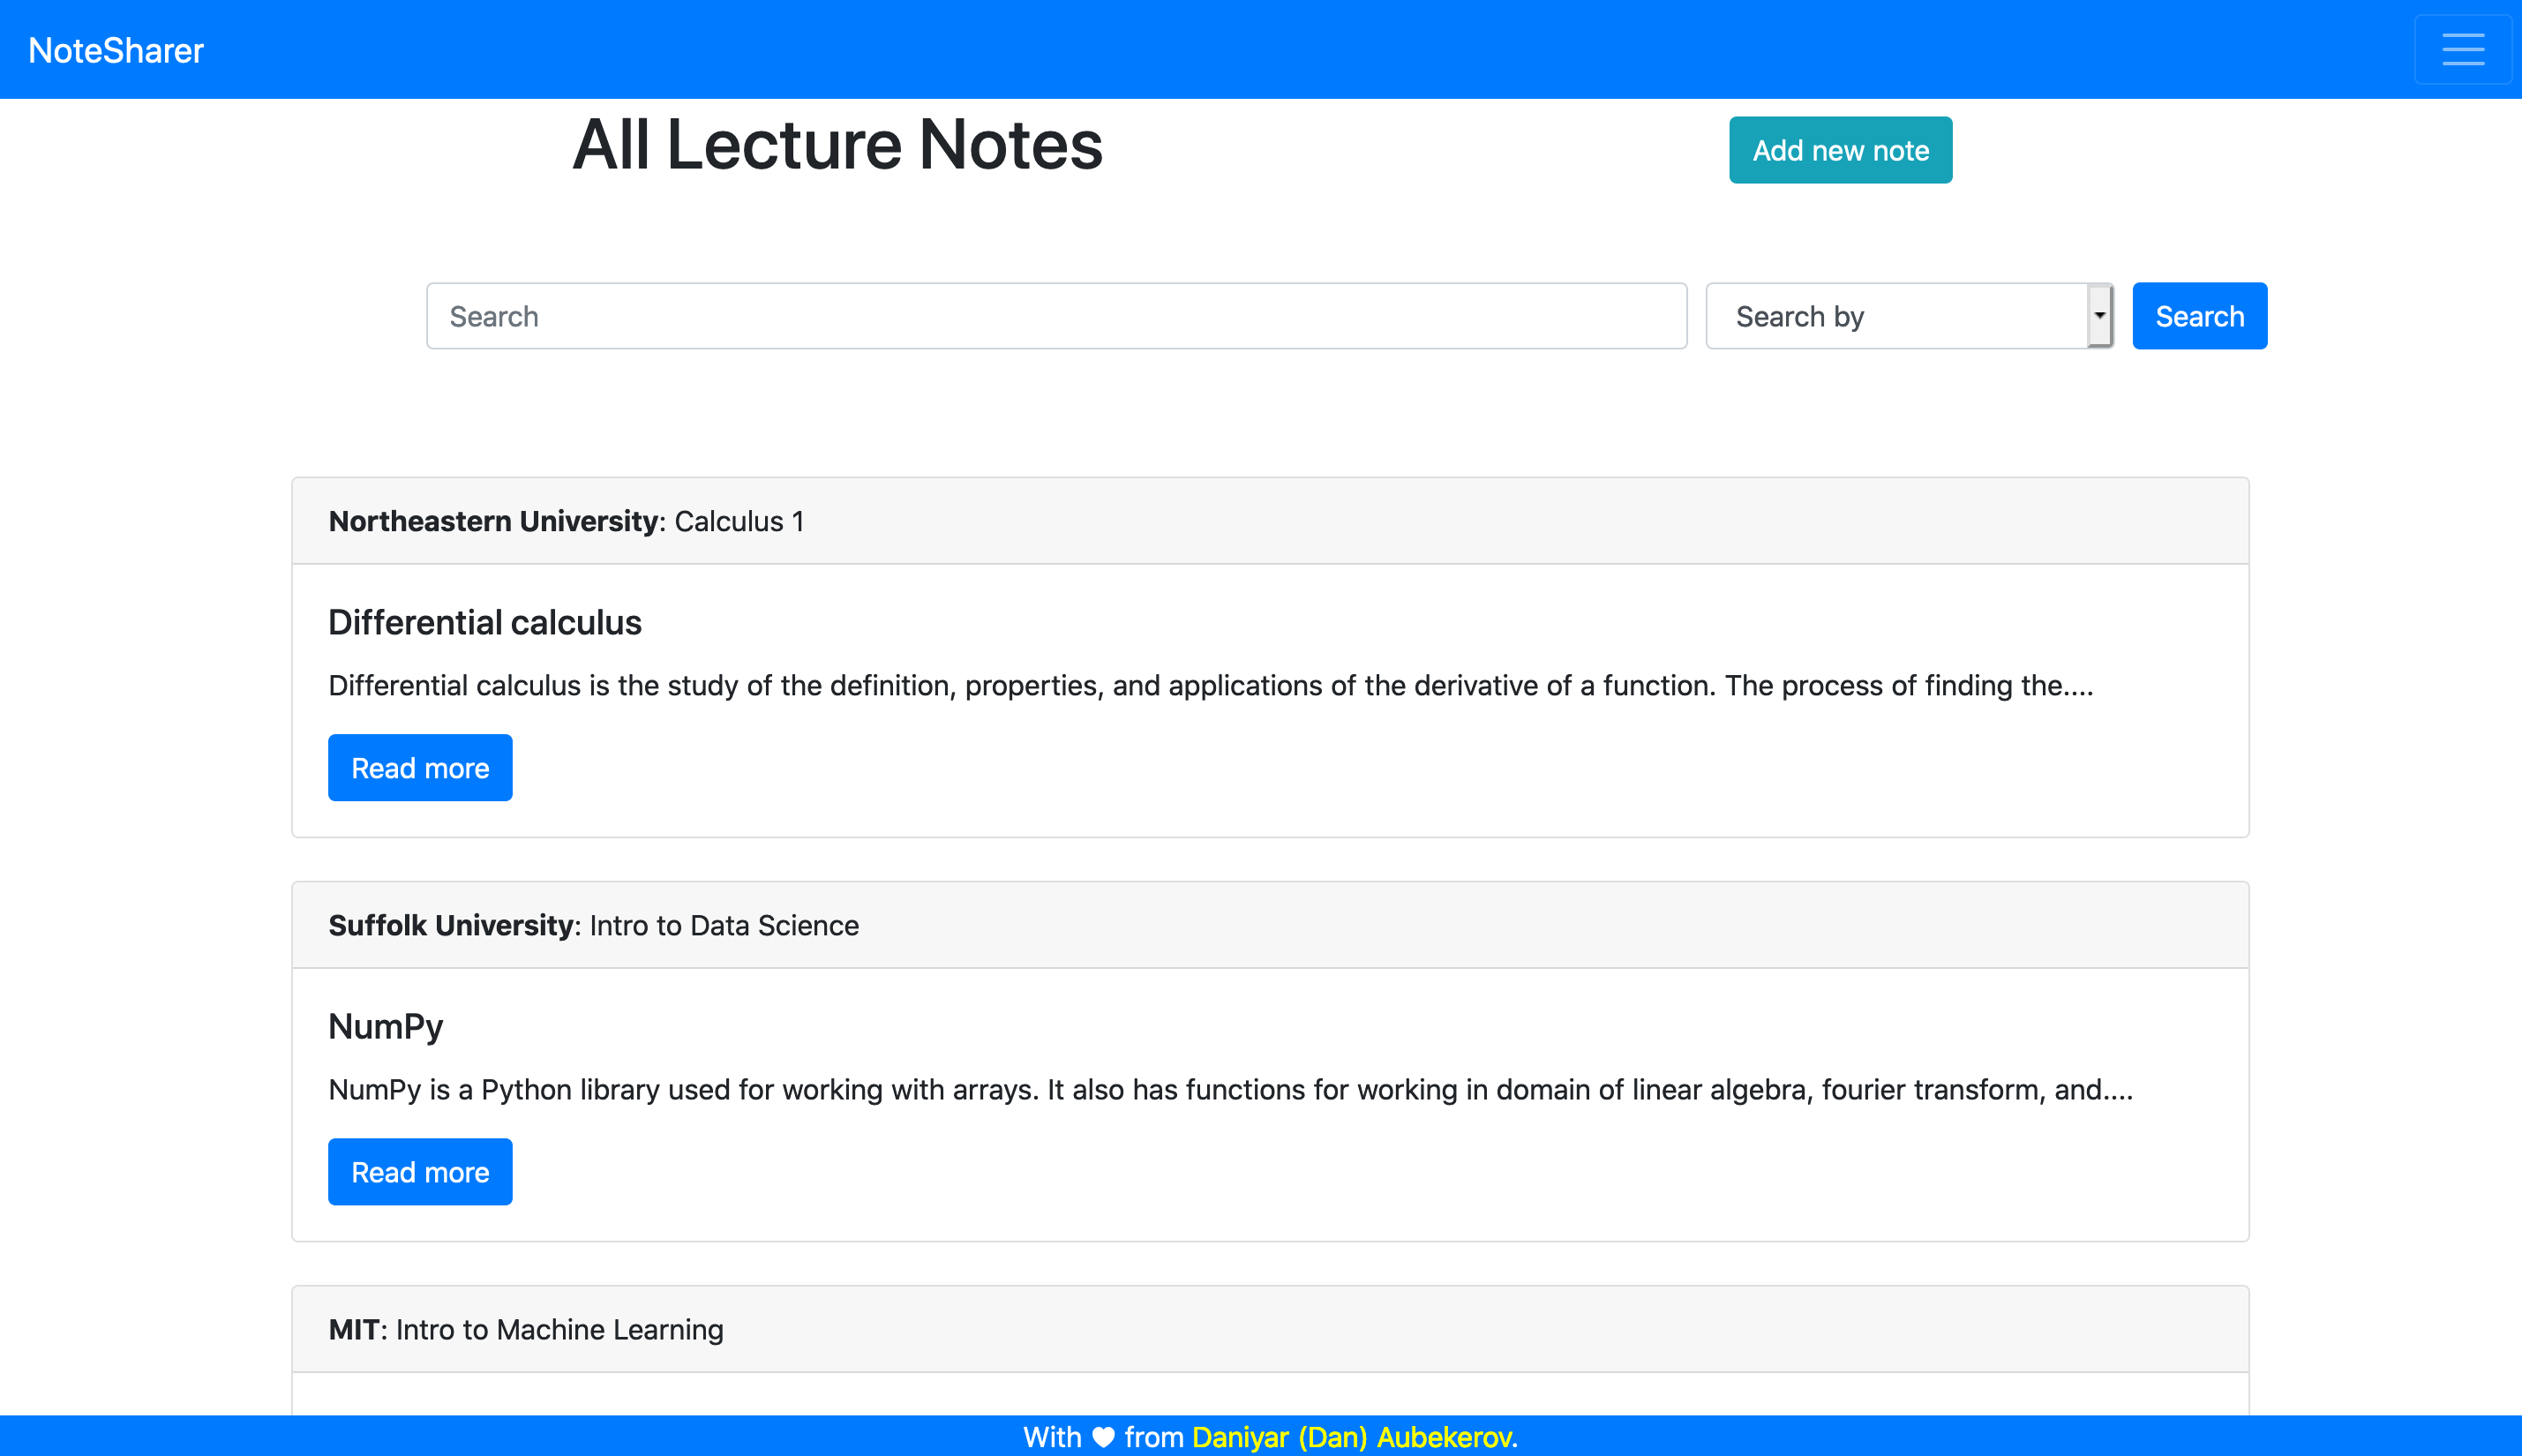 NoteSharer
All Lecture Notes
Add new note
Search
Search by
Search
Northeastern University: Calculus 1
Differential calculus
Differential calculus is the study of the definition, properties, and applications of the derivative of a function. The process of finding the....
Read more
Suffolk University: Intro to Data Science
NumPy
NumPy is a Python library used for working with arrays. It also has functions for working in domain of linear algebra, fourier transform, and....
Read more
MIT: Intro to Machine Learning
With ♥ from Daniyar (Dan) Aubekerov.